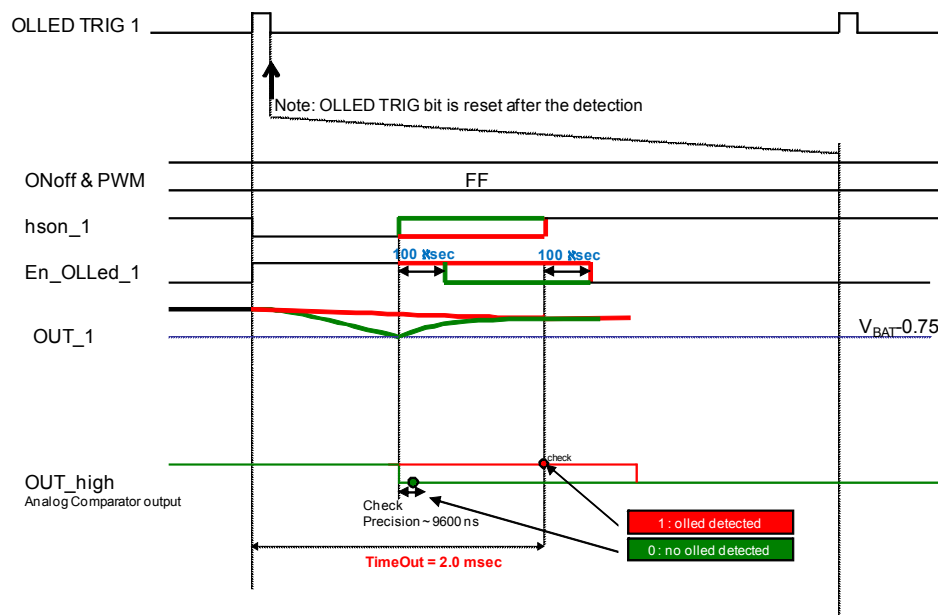 OLLED TRIG 1
Note: OLLED TRIG bit is reset after the detection
ONoff & PWM
FF
hson_1
100 sec
100 sec
En_OLLed_1
OUT_1
VBAT-0.75
check
OUT_high
Analog Comparator output
Check
Precision ~ 9600 ns
1 : olled detected
0 : no olled detected
TimeOut = 2.0 msec